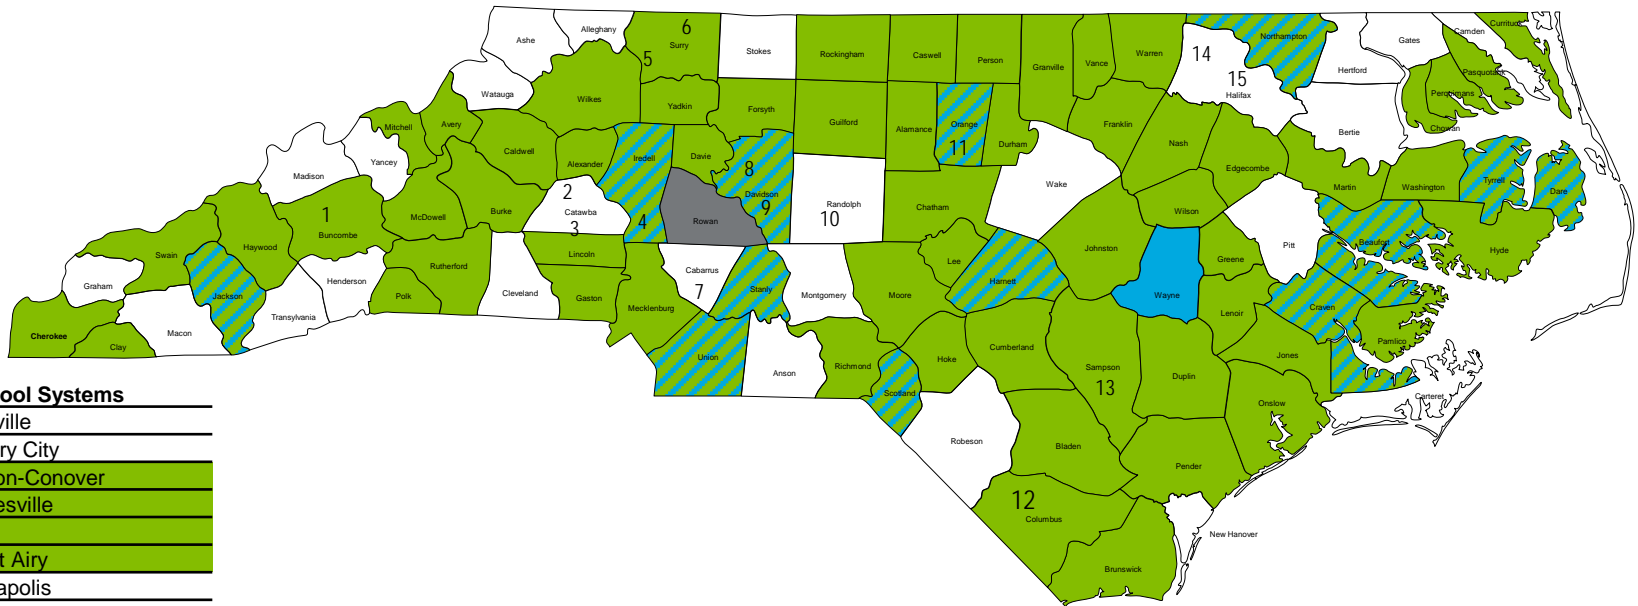 6
Alleghany
Ashe
Surry
Stokes
Rockingham
Caswell
Person
Granville
Vance
Warren
14
Northampton
Gates
Camden
Currituck
5
Watauga
Wilkes
Yadkin
Forsyth
15
Halifax
Hertford
Pasquotank
Perquimans
Chowan
Mitchell
Avery
Caldwell
Alexander
Iredell
Davie
Guilford
Alamance
Orange
11
Durham
Franklin
Nash
Edgecombe
Bertie
Madison
Yancey
8
Davidson
9
Wake
Martin
Washington
Tyrrell
Dare
1
Buncombe
McDowell
Burke
2
Catawba
3
4
Rowan
Randolph
10
Chatham
Wilson
Pitt
Beaufort
Hyde
Swain
Haywood
Rutherford
Lincoln
Cabarrus
7
Lee
Johnston
Greene
Graham
Jackson
Henderson
Polk
Cleveland
Gaston
Mecklenburg
Stanly
Montgomery
Moore
Harnett
Wayne
Lenoir
Craven
Pamlico
Cherokee
Clay
Macon
Transylvania
Union
Anson
Richmond
Hoke
Cumberland
Sampson
13
Duplin
Jones
Scotland
Onslow
Carteret
Robeson
Bladen
Pender
12
Columbus
Brunswick
New Hanover
ool Systems
ville
ry City
on-Conover
esville
t Airy
apolis